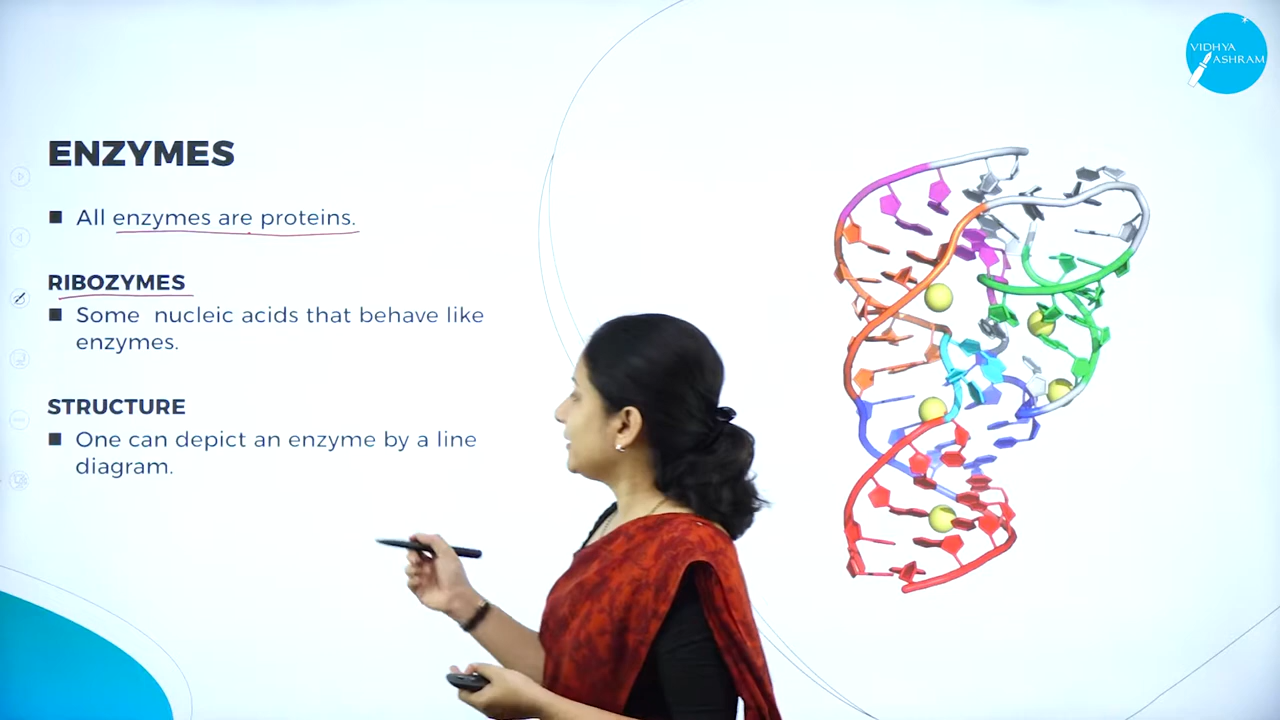 VIDHYA
ASHRAM
ENZYMES
■ All enzymes are proteins.
RIBOZYMES
■ Some nucleic acids that behave like
enzymes.
STRUCTURE
■ One can depict an enzyme by a line
diagram.